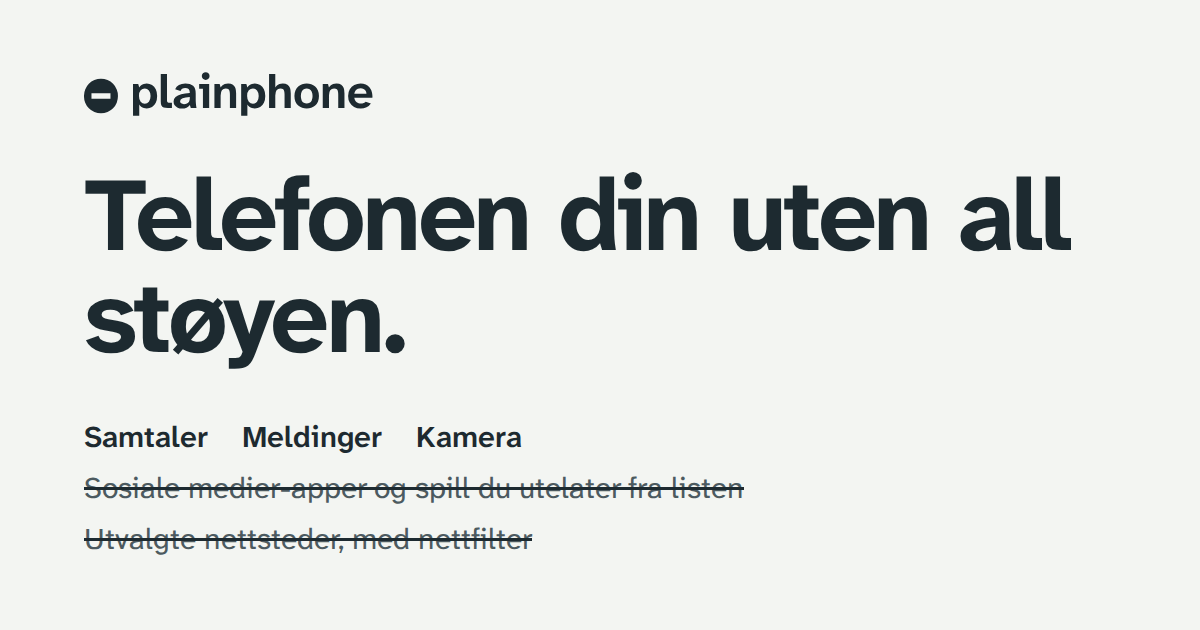 plainphone
Telefonen din uten all
støyen.
Samtaler Meldinger Kamera
Sosiale medier-apper og spill du utelater fra listen
Utvalgte nettsteder, med nettfilter